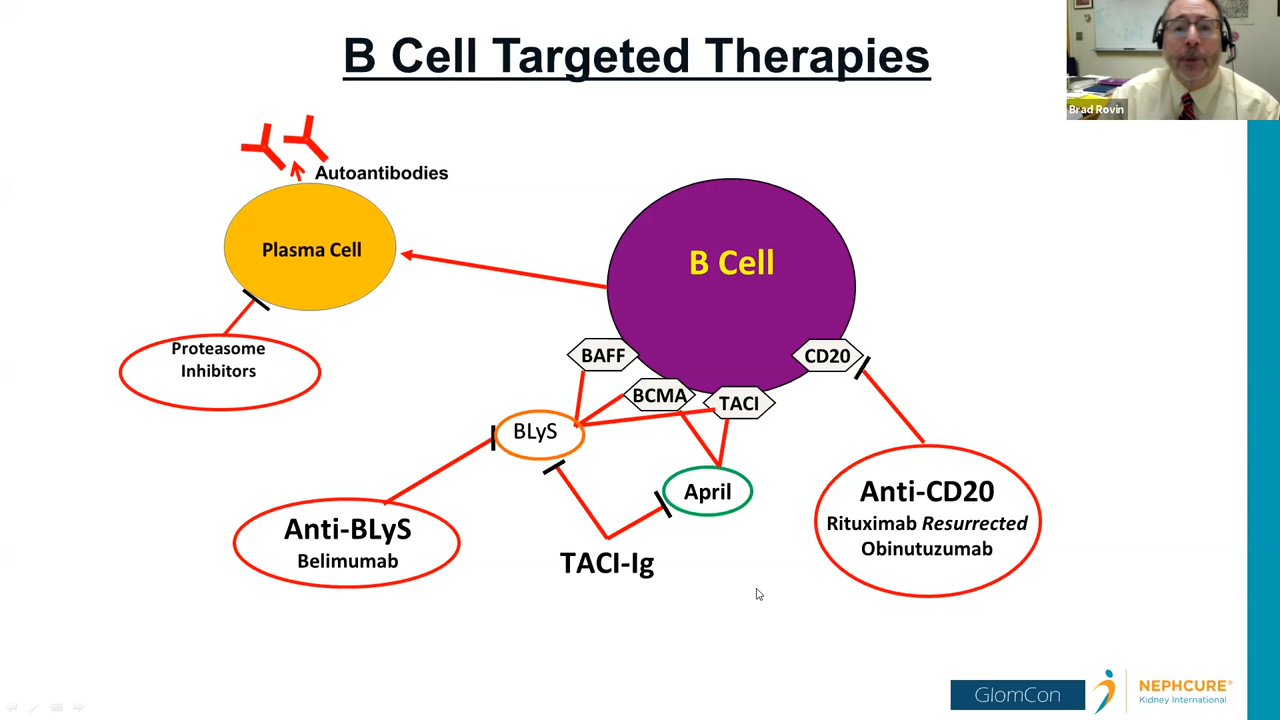 B Cell Targeted Therapies
Brad Rovin
Autoantibodies
Plasma Cell
B Cell
Proteasome
Inhibitors
BAFF
CD20
BCMA
TACI
BLyS
April
Anti-CD20
Rituximab Resurrected
Obinutuzumab
Anti-BLyS
Belimumab
TACI-Ig
GlomCon
NEPHCURE®
Kidney International